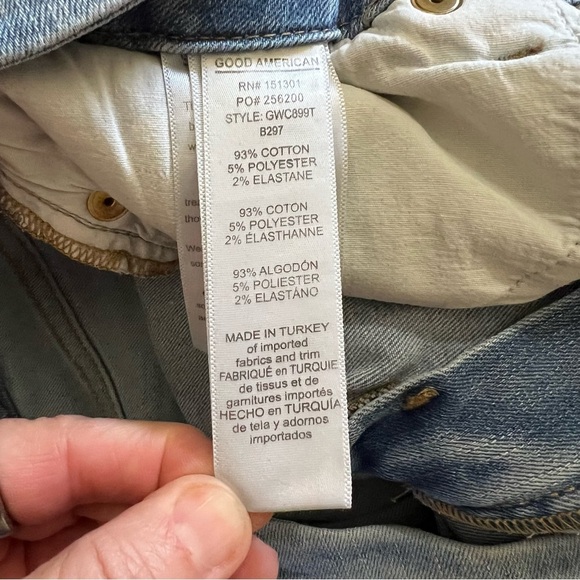 GOOD AMERICAN
RN# 151301
PO# 256200
STYLE: GWC899T
B297
93% COTTON
5% POLYESTER
2% ELASTANE
93% COTON
5% POLYESTER
2% ÉLASTHANNE
93% ALGODÓN
5% POLIESTER
2% ELASTÁNO
MADE IN TURKEY
of imported
fabrics and trim
FABRIQUÉ en TURQUIE
de tissus et de
garnitures importés
HECHO en TURQUÍA
de tela y adornos
importados